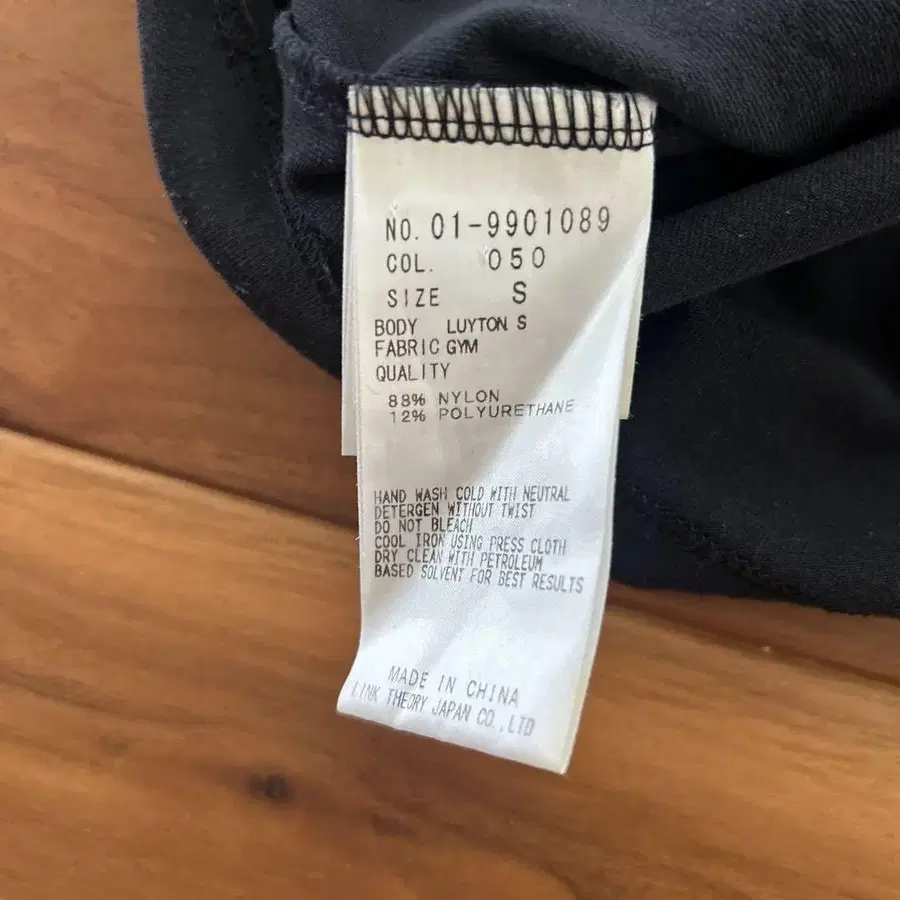 NO. 01-9901089
COL. 050
SIZE S
BODY LUYTON S
FABRIC GYM
QUALITY
88% NYLON
12% POLYURETHANE
HAND WASH COLD WITH NEUTRAL
DETERGEN WITHOUT TWIST
DO NOT BLEACH
COOL IRON USING PRESS CLOTH
DRY CLEAN WITH PETROLEUM
BASED SOLVENT FOR BEST RESULTS
MADE IN CHINA
LINK THEORY JAPAN CO.,LTD